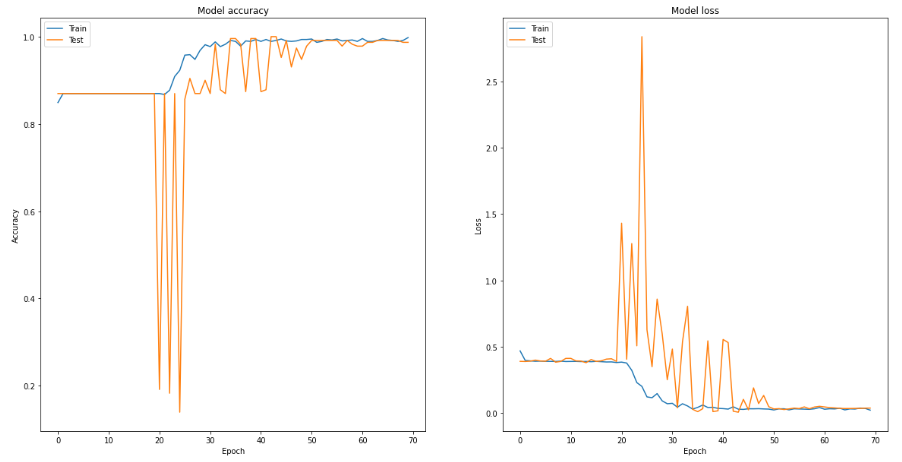 Model accuracy
Train
Test
1.0
0.8
0.6
0.4
0.2
Accuracy
0 10 20 30 40 50 60 70
Epoch
Model loss
Train
Test
2.5
2.0
1.5
1.0
0.5
0.0
Loss
0 10 20 30 40 50 60 70
Epoch